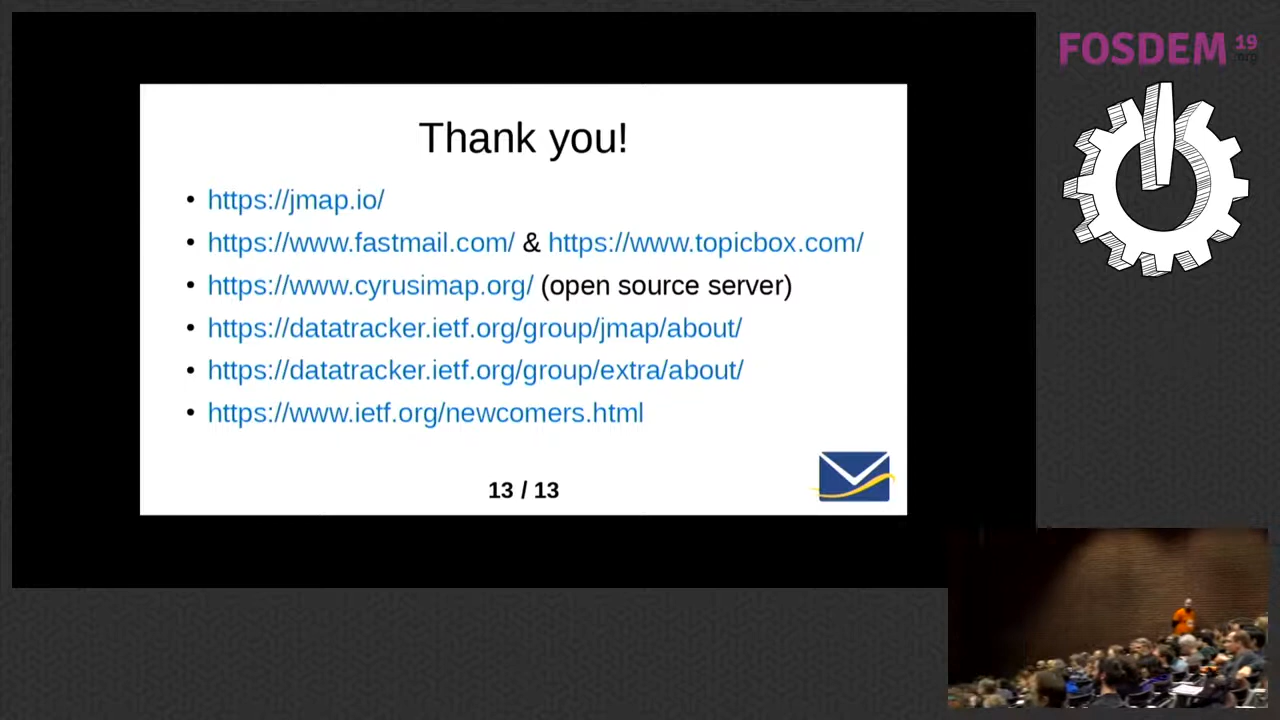 FOSDEM 19
.org
Thank you!
https://jmap.io/
https://www.fastmail.com/ & https://www.topicbox.com/
https://www.cyrusimap.org/ (open source server)
https://datatracker.ietf.org/group/jmap/about/
https://datatracker.ietf.org/group/extra/about/
https://www.ietf.org/newcomers.html
13 / 13